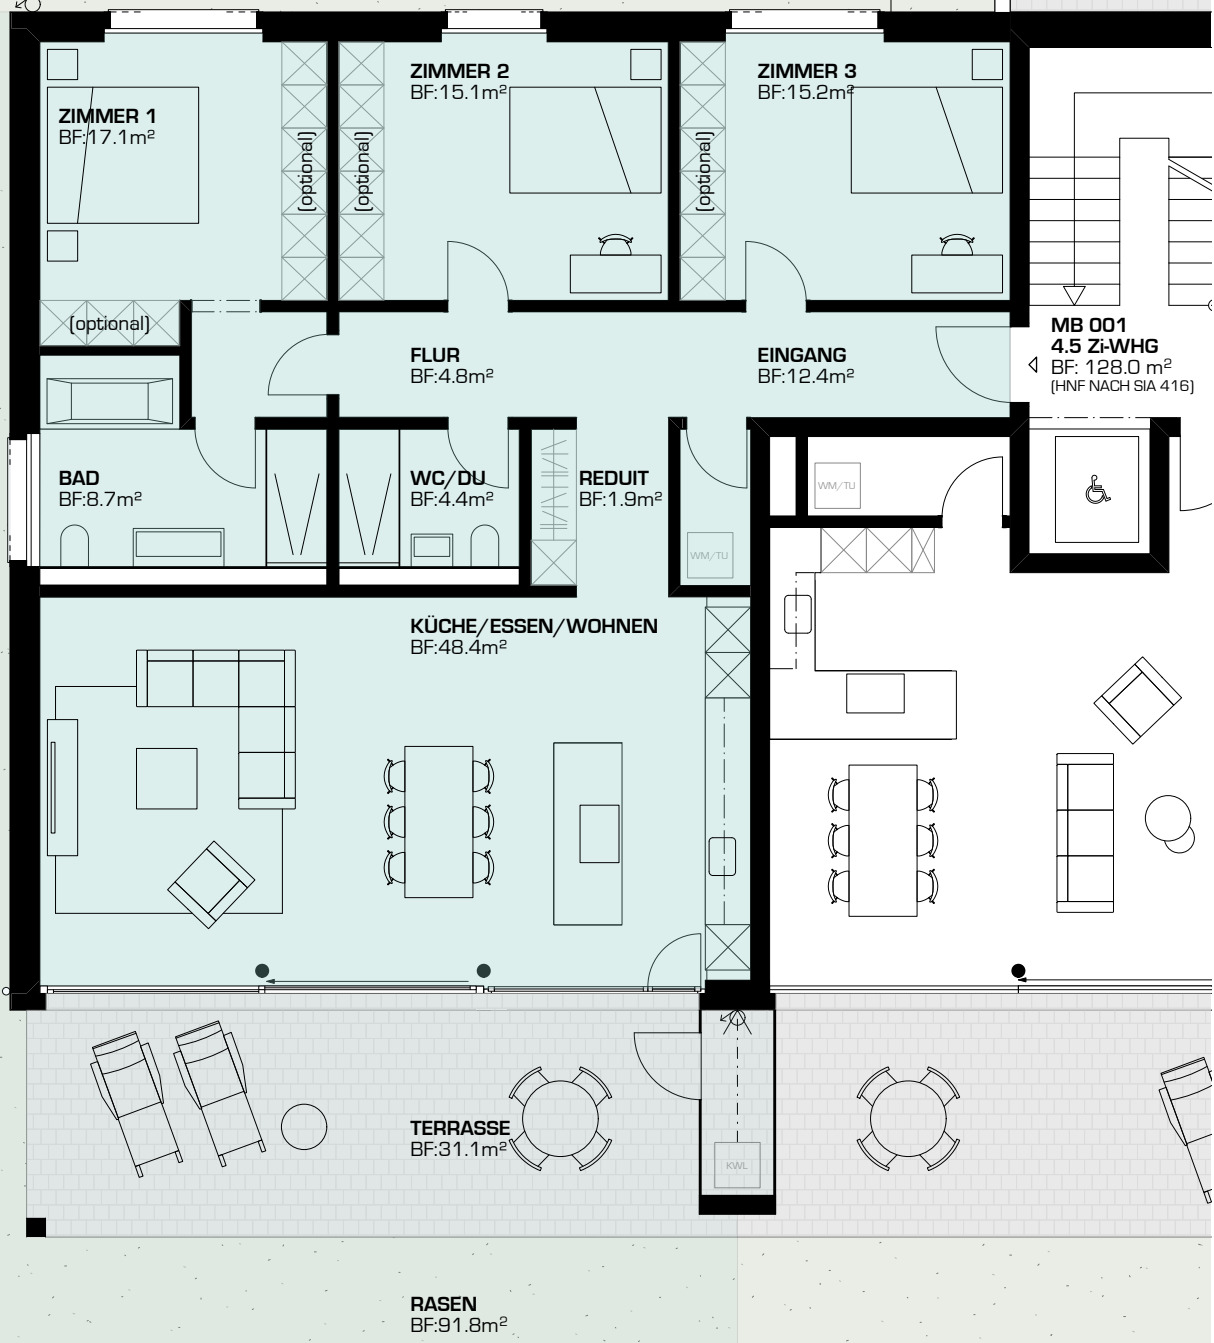 ZIMMER 1
BF:17.1m²
(optional)
(optional)
(optional)
ZIMMER 2
BF:15.1m²
ZIMMER 3
BF:15.2m²
(optional)
MB 001
4.5 Zi-WHG
BF: 128.0 m²
(HNF NACH SIA 416)
FLUR
BF:4.8m²
EINGANG
BF:12.4m²
BAD
BF:8.7m²
WC/DU
BF:4.4m²
REDUIT
BF:1.9m²
WM/TU
WM/TU
KÜCHE/ESSEN/WOHNEN
BF:48.4m²
TERRASSE
BF:31.1m²
KWL
RASEN
BF:91.8m²